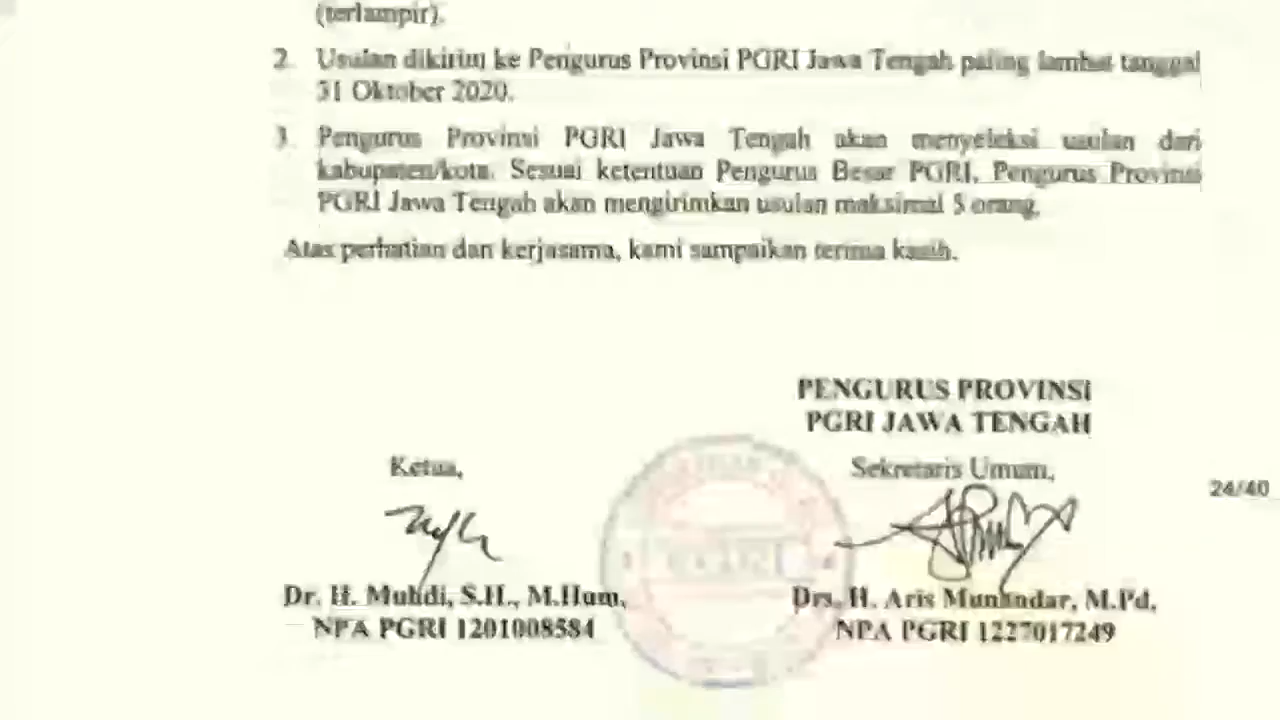 (terlampir).
2. Usulan dikirim ke Pengurus Provinsi PGRI Jawa Tengah paling lambat tanggal
31 Oktober 2020.
3. Pengurus Provinsi PGRI Jawa Tengah akan menyeleksi usulan dari
kabupaten/kota. Sesuai ketentuan Pengurus Besar PGRI, Pengurus Provinsi
PGRI Jawa Tengah akan mengirimkan usulan maksimal 5 orang.
Atas perhatian dan kerjasama, kami sampaikan terima kasih.
PENGURUS PROVINSI
PGRI JAWA TENGAH
Ketua,
Sekretaris Umum,
24/40
Dr. H. Muhdi, S.H., M.Hum.
Drs. H. Aris Munandar, M.Pd.
NPA PGRI 1201008584
NPA PGRI 1227017249